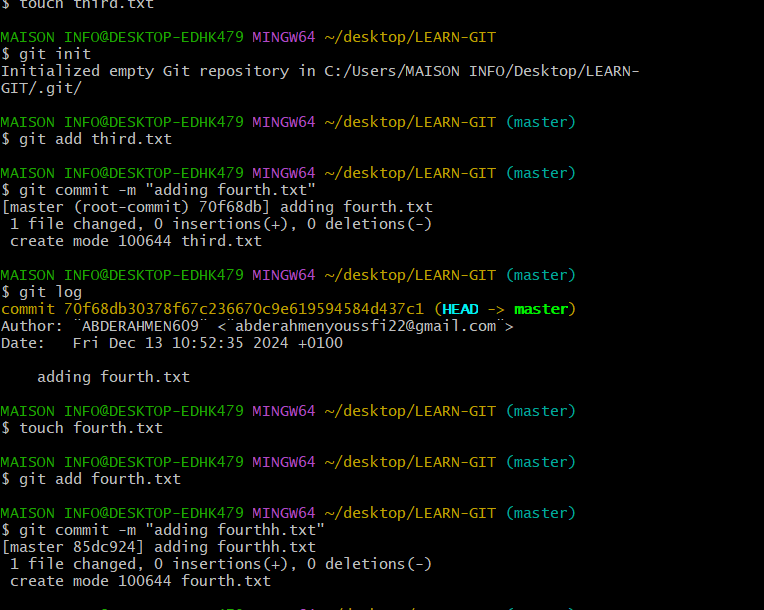 $ touch third.txt
MAISON INFO@DESKTOP-EDHK479 MINGW64 ~/desktop/LEARN-GIT
$ git init
Initialized empty Git repository in C:/Users/MAISON INFO/Desktop/LEARN-
GIT/.git/
MAISON INFO@DESKTOP-EDHK479 MINGW64 ~/desktop/LEARN-GIT (master)
$ git add third.txt
MAISON INFO@DESKTOP-EDHK479 MINGW64 ~/desktop/LEARN-GIT (master)
$ git commit -m "adding fourth.txt"
[master (root-commit) 70f68db] adding fourth.txt
 1 file changed, 0 insertions(+), 0 deletions(-)
 create mode 100644 third.txt
MAISON INFO@DESKTOP-EDHK479 MINGW64 ~/desktop/LEARN-GIT (master)
$ git log
commit 70f68db30378f67c236670c9e619594584d437c1 (HEAD -> master)
Author: ¨ABDERAHMEN609¨ <¨abderahmenyoussfi22@gmail.com¨>
Date:   Fri Dec 13 10:52:35 2024 +0100
    adding fourth.txt
MAISON INFO@DESKTOP-EDHK479 MINGW64 ~/desktop/LEARN-GIT (master)
$ touch fourth.txt
MAISON INFO@DESKTOP-EDHK479 MINGW64 ~/desktop/LEARN-GIT (master)
$ git add fourth.txt
MAISON INFO@DESKTOP-EDHK479 MINGW64 ~/desktop/LEARN-GIT (master)
$ git commit -m "adding fourthh.txt"
[master 85dc924] adding fourthh.txt
 1 file changed, 0 insertions(+), 0 deletions(-)
 create mode 100644 fourth.txt